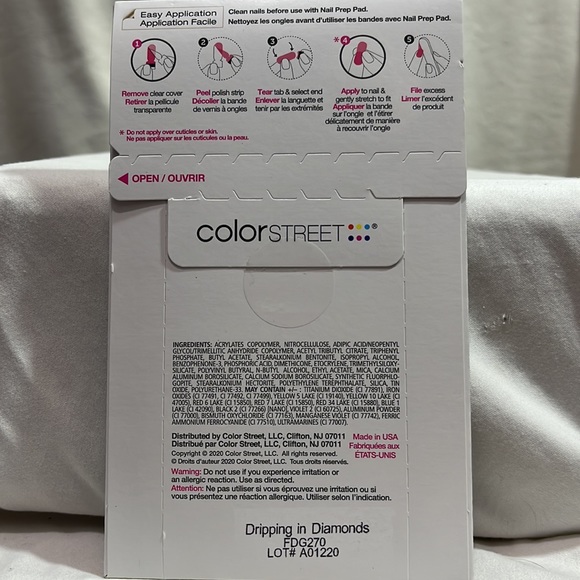 Easy Application
Application Facile
Clean nails before use with Nail Prep Pad.
Nettoyez les ongles avant d'utiliser les bandes avec Nail Prep Pad.
1
Remove clear cover
Retirer la pellicule
transparente
2
Peel polish strip
Décoller la bande
de vernis à ongles
3
Tear tab & select end
Enlever la languette et
tenir par les extrémités
*4
Apply to nail &
gently stretch to fit
Appliquer la bande
sur l'ongle et l'étirer
délicatement de manière
à recouvrir l'ongle
5
File excess
Limer l'excédent
de produit
* Do not apply over cuticles or skin.
Ne pas appliquer sur les cuticules ou la peau.
OPEN / OUVRIR
colorSTREET®
INGREDIENTS: ACRYLATES COPOLYMER, NITROCELLULOSE, ADIPIC ACID/NEOPENTYL
GLYCOL/TRIMELLITIC ANHYDRIDE COPOLYMER, ACETYL TRIBUTYL CITRATE, TRIPHENYL
PHOSPHATE, BUTYL ACETATE, STEARALKONIUM BENTONITE, ISOPROPYL ALCOHOL,
BENZOPHENONE-3, PHOSPHORIC ACID, DIMETHICONE, ETOCRYLENE, TRIMETHYLSILOXY-
SILICATE, POLYVINYL BUTYRAL, N-BUTYL ALCOHOL, ETHYL ACETATE, MICA, CALCIUM
ALUMINUM BOROSILICATE, CALCIUM SODIUM BOROSILICATE, SYNTHETIC FLUORPHLO-
GOPITE, STEARALKONIUM HECTORITE, POLYETHYLENE TEREPHTHALATE, SILICA, TIN
OXIDE, POLYURETHANE-33. MAY CONTAIN +/-: TITANIUM DIOXIDE (CI 77891), IRON
OXIDES (CI 77491, CI 77492, CI 77499), YELLOW 5 LAKE (CI 19140), YELLOW 10 LAKE (CI
47005), RED 6 LAKE (CI 15850), RED 7 LAKE (CI 15850), RED 34 LAKE (CI 15880), BLUE 1
LAKE (CI 42090), BLACK 2 (CI 77266) [NANO], VIOLET 2 (CI 60725), ALUMINUM POWDER
(CI 77000), BISMUTH OXYCHLORIDE (CI 77163), MANGANESE VIOLET (CI 77742), FERRIC
AMMONIUM FERROCYANIDE (CI 77510), ULTRAMARINES (CI 77007).
Distributed by Color Street, LLC, Clifton, NJ 07011
Distribué par Color Street, LLC, Clifton, NJ 07011
Copyright © 2020 Color Street, LLC. All rights reserved.
© Droits d'auteur 2020 Color Street, LLC. Tous droits réservés.
Made in USA
Fabriquées aux
ÉTATS-UNIS
Warning: Do not use if you experience irritation or
an allergic reaction. Use as directed.
Attention: Ne pas utiliser si vous éprouvez une irritation ou si
vous présentez une réaction allergique. Utiliser selon l'indication.
Dripping in Diamonds
FDG270
LOT# A01220